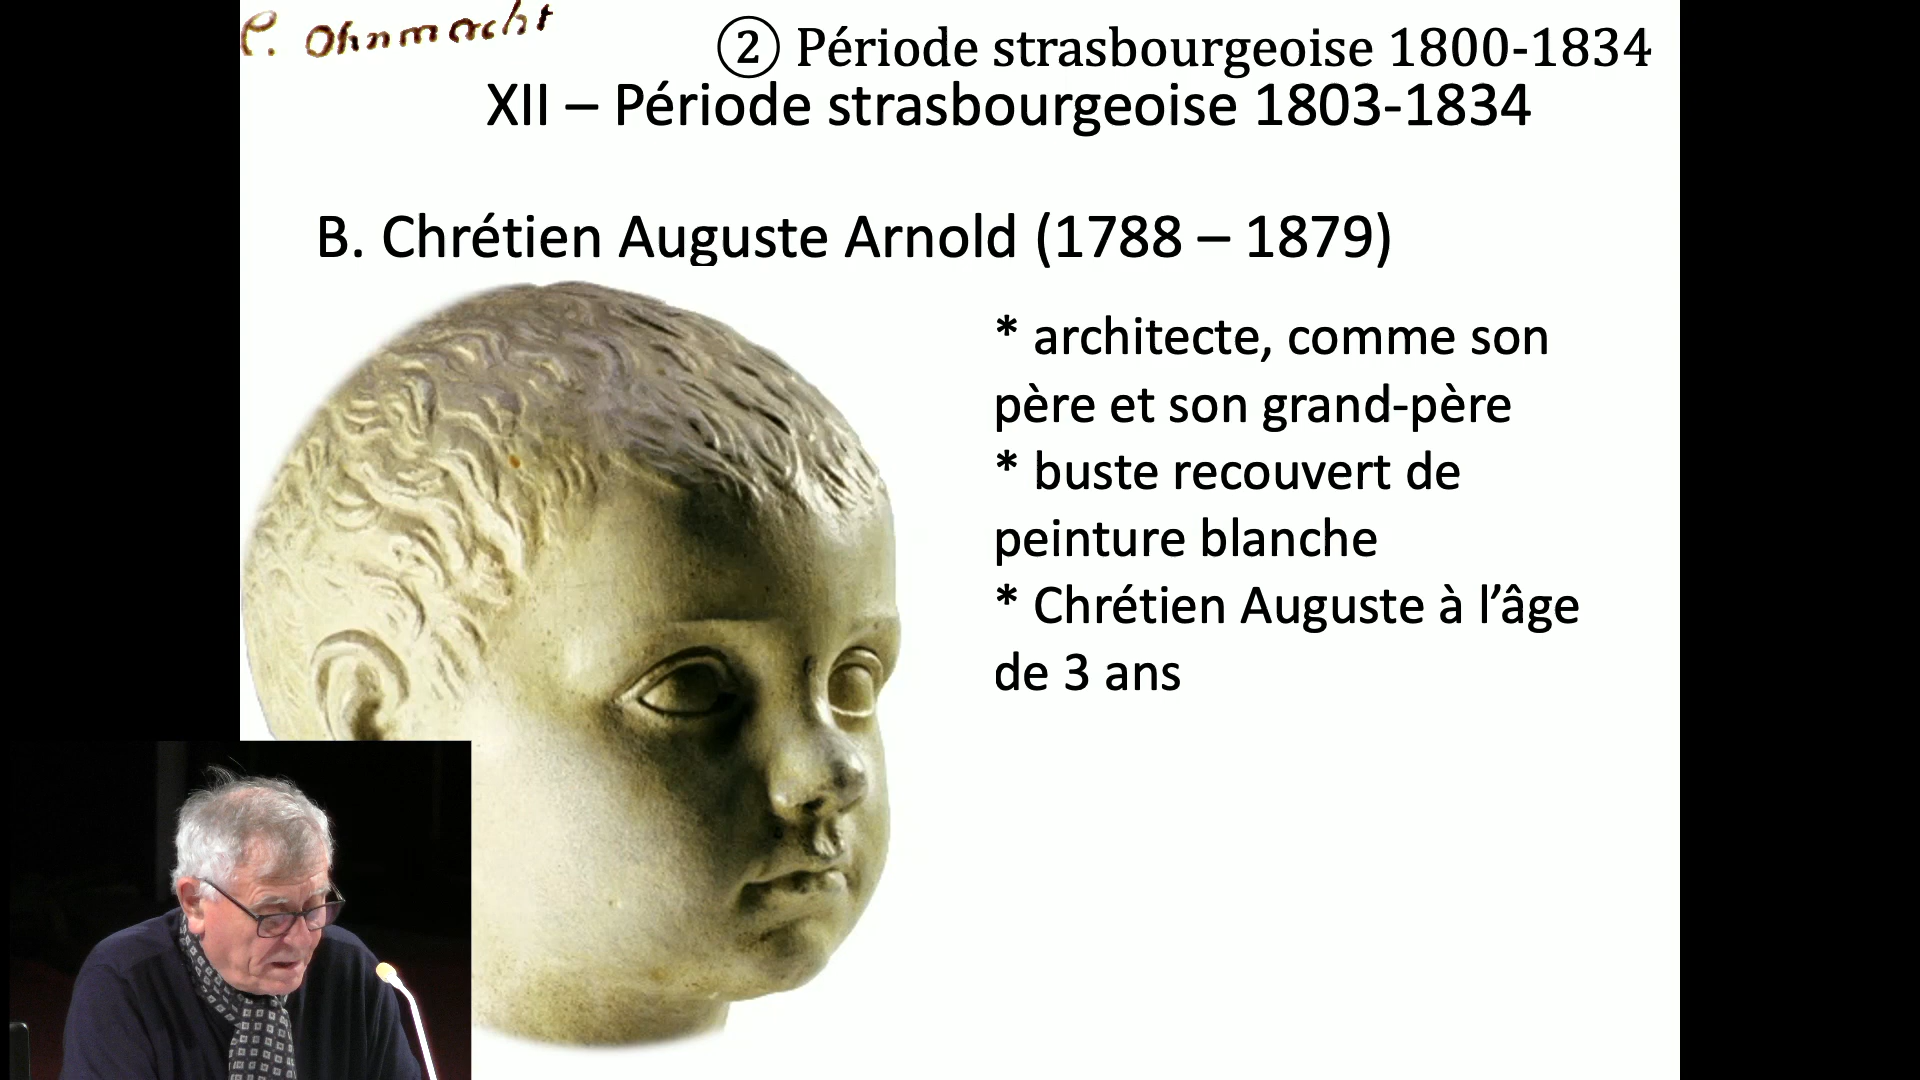 P. Ohnmacht
② Période strasbourgeoise 1800-1834
XII – Période strasbourgeoise 1803-1834
B. Chrétien Auguste Arnold (1788 – 1879)
* architecte, comme son
père et son grand-père
* buste recouvert de
peinture blanche
* Chrétien Auguste à l’âge
de 3 ans